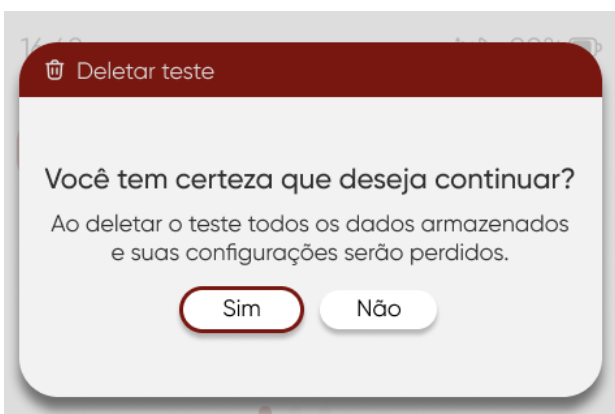 Deletar teste
Você tem certeza que deseja continuar?
Ao deletar o teste todos os dados armazenados
e suas configurações serão perdidos.
Sim
Não